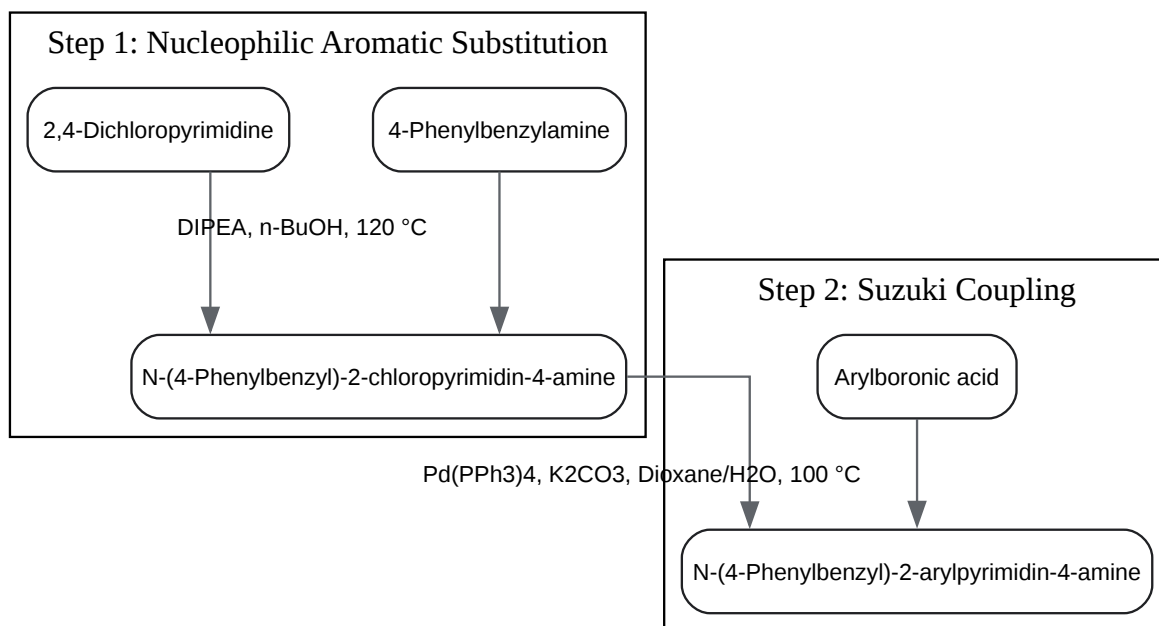 Step 1: Nucleophilic Aromatic Substitution
2,4-Dichloropyrimidine
4-Phenylbenzylamine
DIPEA, n-BuOH, 120 °C
N-(4-Phenylbenzyl)-2-chloropyrimidin-4-amine
Step 2: Suzuki Coupling
Arylboronic acid
Pd(PPh3)4, K2CO3, Dioxane/H2O, 100 °C
N-(4-Phenylbenzyl)-2-arylpyrimidin-4-amine